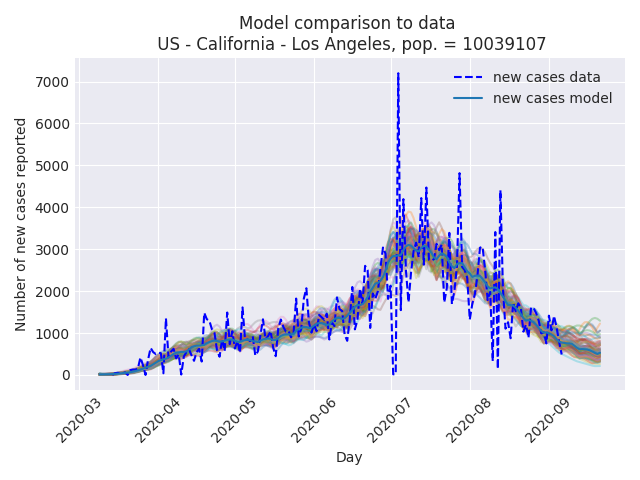 Model comparison to data
US - California - Los Angeles, pop. = 10039107
new cases data
new cases model
Number of new cases reported
7000
6000
5000
4000
3000
2000
1000
0
2020-03
2020-04
2020-05
2020-06
2020-07
2020-08
2020-09
Day